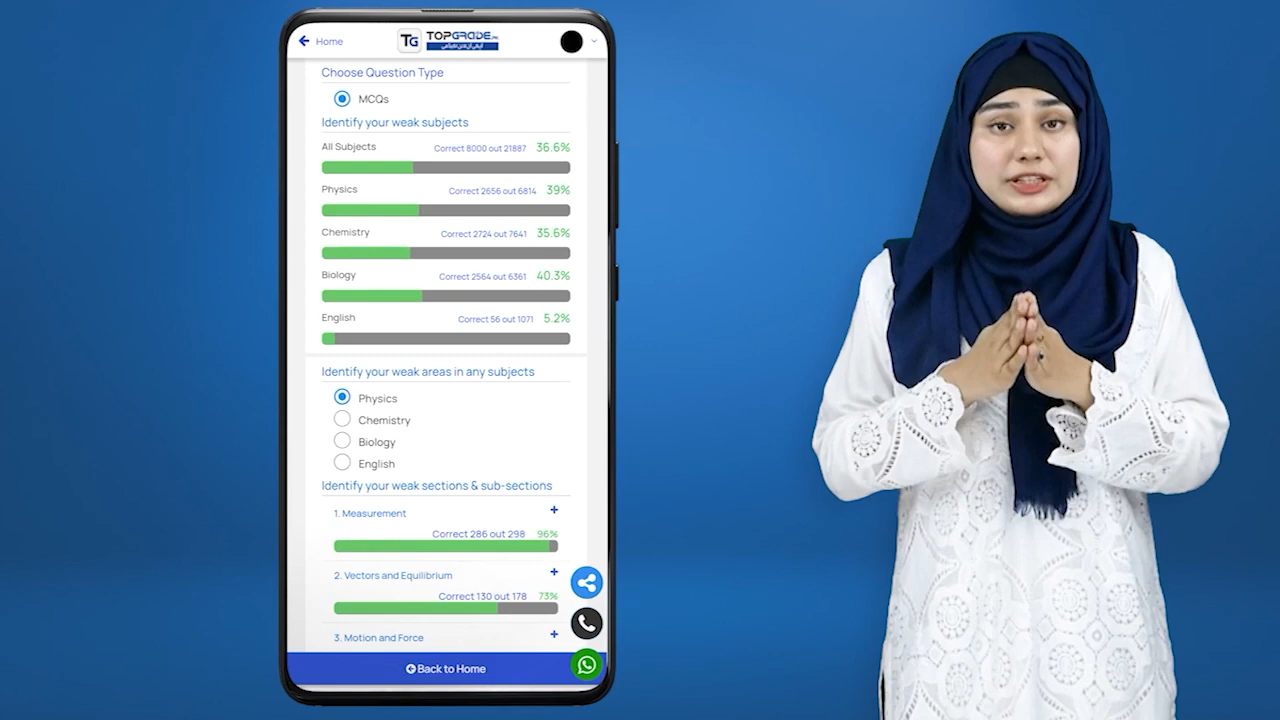 Home
TG TOPGRADE.PK
Choose Question Type
MCQs
Identify your weak subjects
All Subjects Correct 8000 out 21887 36.6%
Physics Correct 2656 out 6814 39%
Chemistry Correct 2724 out 7641 35.6%
Biology Correct 2564 out 6361 40.3%
English Correct 56 out 1071 5.2%
Identify your weak areas in any subjects
Physics
Chemistry
Biology
English
Identify your weak sections & sub-sections
1. Measurement +
Correct 286 out 298 96%
2. Vectors and Equilibrium +
Correct 130 out 178 73%
3. Motion and Force +
Back to Home